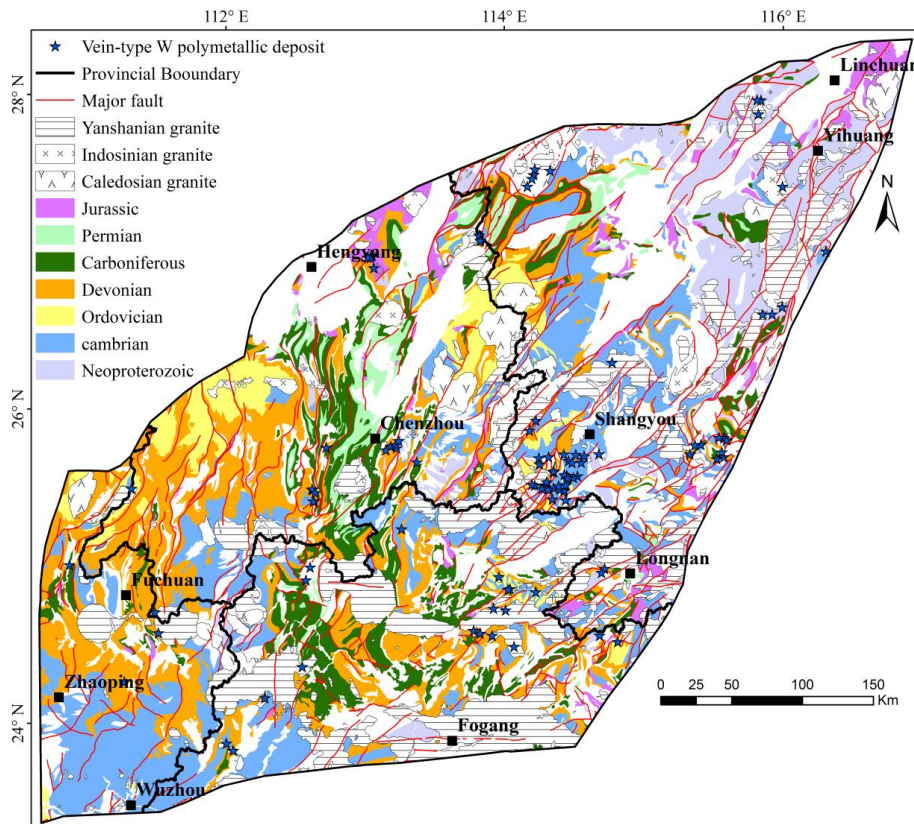 112° E
114° E
116° E
28° N
26° N
24° N
Vein-type W polymetallic deposit
Provincial Booundary
Major fault
Yanshanian granite
Indosinian granite
Caledosian granite
Jurassic
Permian
Carboniferous
Devonian
Ordovician
cambrian
Neoproterozoic
Linchuan
Yihuang
N
Hengyang
Chenzhou
Shangyou
Longnan
Fuchuan
Zhaoping
Fogang
Wuzhou
0 25 50 100 150
Km